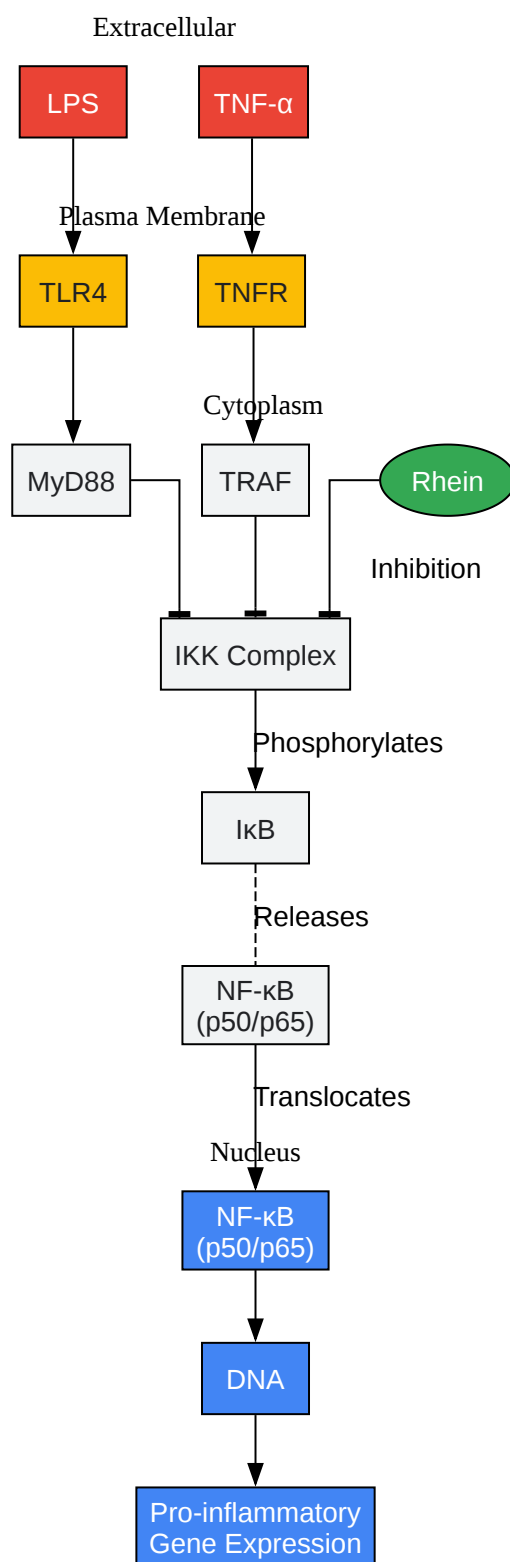 Extracellular
LPS
TNF-α
Plasma Membrane
TLR4
TNFR
Cytoplasm
MyD88
TRAF
Rhein
Inhibition
IKK Complex
Phosphorylates
IκB
Releases
NF-κB
(p50/p65)
Translocates
Nucleus
NF-κB
(p50/p65)
DNA
Pro-inflammatory
Gene Expression